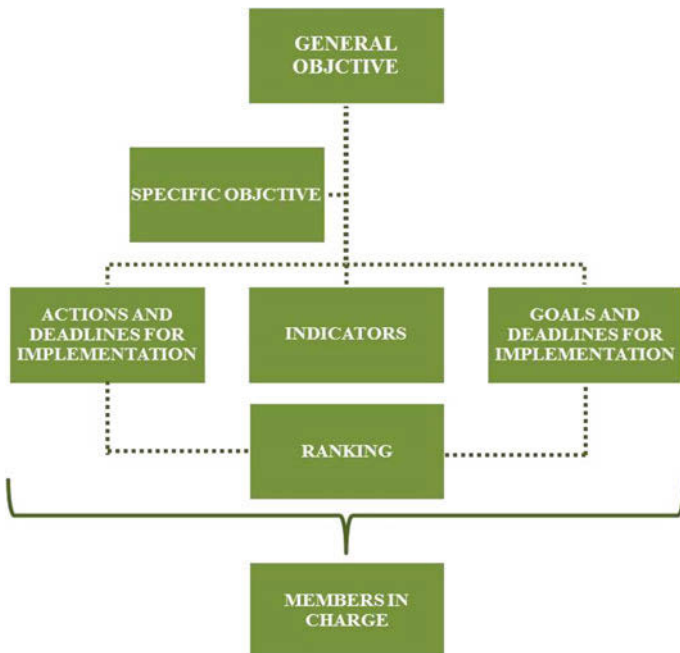 GENERAL
OBJCTIVE
SPECIFIC OBJCTIVE
ACTIONS AND
DEADLINES FOR
IMPLEMENTATION
INDICATORS
GOALS AND
DEADLINES FOR
IMPLEMENTATION
RANKING
MEMBERS IN
CHARGE